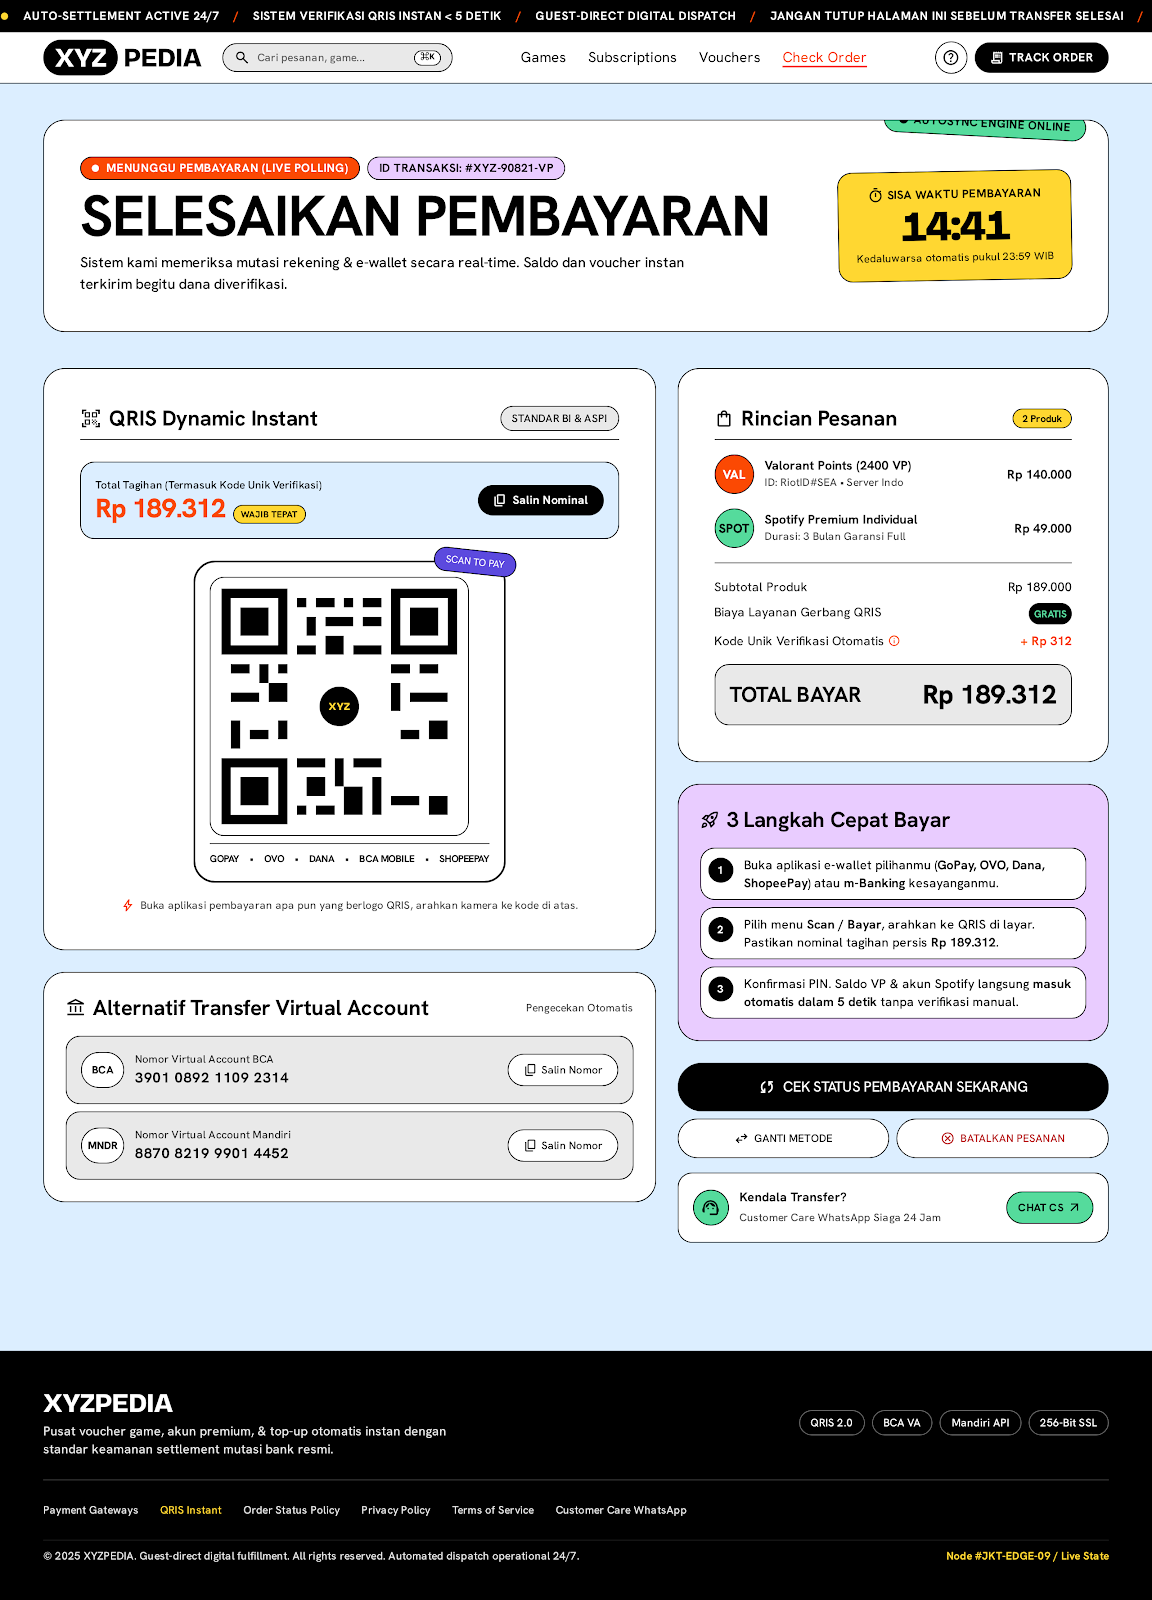 AUTO-SETTLEMENT ACTIVE 24/7 / SISTEM VERIFIKASI QRIS INSTAN < 5 DETIK / GUEST-DIRECT DIGITAL DISPATCH / JANGAN TUTUP HALAMAN INI SEBELUM TRANSFER SELESAI /
XYZ PEDIA
Cari pesanan, game...
⌘K
Games
Subscriptions
Vouchers
Check Order
TRACK ORDER
AUTOSYNC ENGINE ONLINE
MENUNGGU PEMBAYARAN (LIVE POLLING)
ID TRANSAKSI: #XYZ-90821-VP
SELESAIKAN PEMBAYARAN
Sistem kami memeriksa mutasi rekening & e-wallet secara real-time. Saldo dan voucher instan
terkirim begitu dana diverifikasi.
SISA WAKTU PEMBAYARAN
14:41
Kedaluwarsa otomatis pukul 23:59 WIB
QRIS Dynamic Instant
STANDAR BI & ASPI
Total Tagihan (Termasuk Kode Unik Verifikasi)
Rp 189.312
WAJIB TEPAT
Salin Nominal
SCAN TO PAY
XYZ
GOPAY • OVO • DANA • BCA MOBILE • SHOPEEPAY
Buka aplikasi pembayaran apa pun yang berlogo QRIS, arahkan kamera ke kode di atas.
Alternatif Transfer Virtual Account
Pengecekan Otomatis
BCA
Nomor Virtual Account BCA
3901 0892 1109 2314
Salin Nomor
MNDR
Nomor Virtual Account Mandiri
8870 8219 9901 4452
Salin Nomor
Rincian Pesanan
2 Produk
VAL
Valorant Points (2400 VP)
ID: RiotID#SEA • Server Indo
Rp 140.000
SPOT
Spotify Premium Individual
Durasi: 3 Bulan Garansi Full
Rp 49.000
Subtotal Produk
Rp 189.000
Biaya Layanan Gerbang QRIS
GRATIS
Kode Unik Verifikasi Otomatis
+ Rp 312
TOTAL BAYAR
Rp 189.312
3 Langkah Cepat Bayar
1
Buka aplikasi e-wallet pilihanmu (GoPay, OVO, Dana,
ShopeePay) atau m-Banking kesayanganmu.
2
Pilih menu Scan / Bayar, arahkan ke QRIS di layar.
Pastikan nominal tagihan persis Rp 189.312.
3
Konfirmasi PIN. Saldo VP & akun Spotify langsung masuk
otomatis dalam 5 detik tanpa verifikasi manual.
CEK STATUS PEMBAYARAN SEKARANG
GANTI METODE
BATALKAN PESANAN
Kendala Transfer?
Customer Care WhatsApp Siaga 24 Jam
CHAT CS
XYZPEDIA
Pusat voucher game, akun premium, & top-up otomatis instan dengan
standar keamanan settlement mutasi bank resmi.
QRIS 2.0
BCA VA
Mandiri API
256-Bit SSL
Payment Gateways
QRIS Instant
Order Status Policy
Privacy Policy
Terms of Service
Customer Care WhatsApp
© 2025 XYZPEDIA. Guest-direct digital fulfillment. All rights reserved. Automated dispatch operational 24/7.
Node #JKT-EDGE-09 / Live State